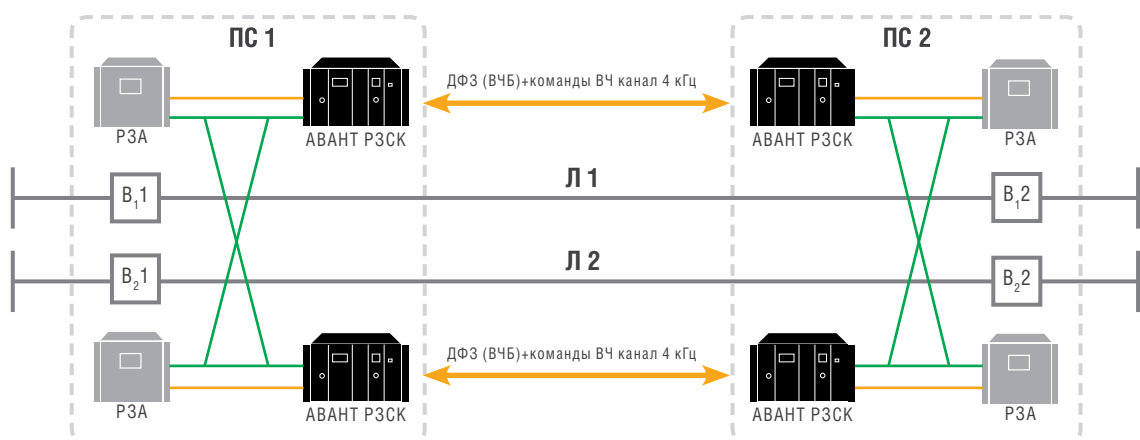 ПС 1
ПС 2
ДФЗ (ВЧБ)+команды ВЧ канал 4 кГц
РЗА
АВАНТ РЗСК
АВАНТ РЗСК
РЗА
Л 1
В₁1
В₁2
Л 2
В₂1
В₂2
ДФЗ (ВЧБ)+команды ВЧ канал 4 кГц
РЗА
АВАНТ РЗСК
АВАНТ РЗСК
РЗА